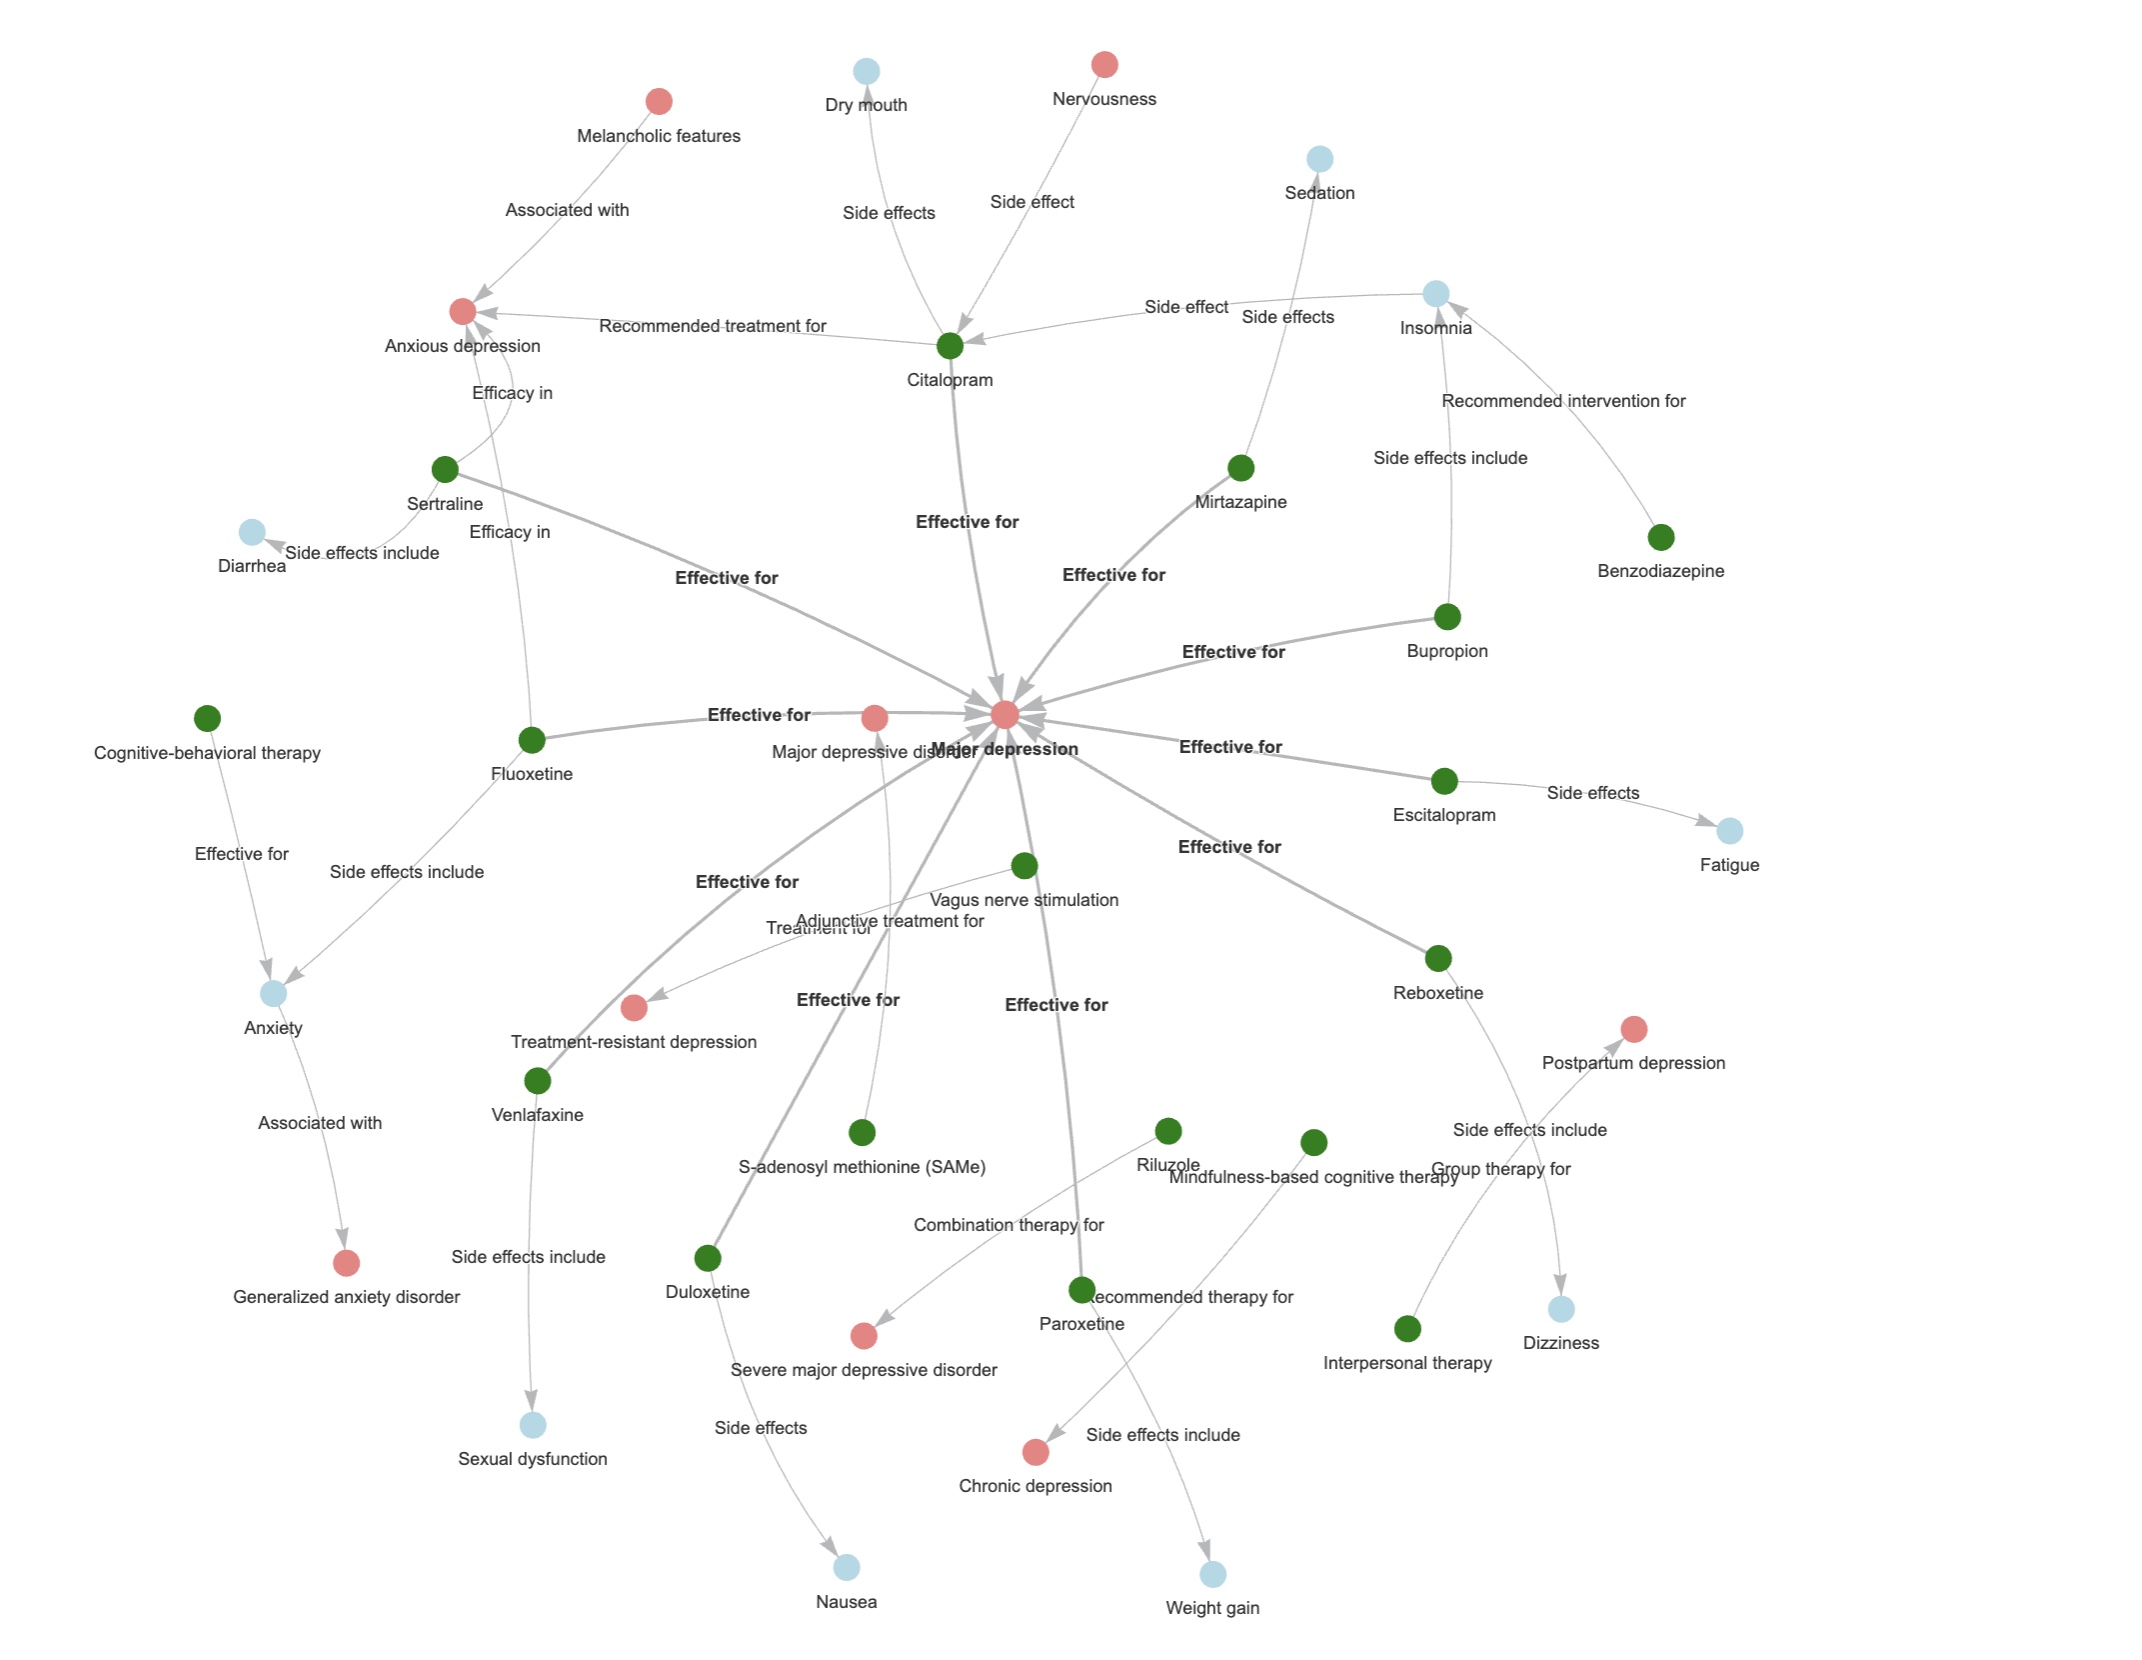 Nervousness
Dry mouth
Melancholic features
Sedation
Side effect
Associated with
Side effects
Side effect
Side effects
Recommended treatment for
Insomnia
Anxious depression
Citalopram
Efficacy in
Recommended intervention for
Side effects include
Mirtazapine
Sertraline
Effective for
Efficacy in
Side effects include
Diarrhea
Benzodiazepine
Effective for
Effective for
Bupropion
Effective for
Effective for
Effective for
Cognitive-behavioral therapy
Major depressive disorder
Major depression
Fluoxetine
Side effects
Escitalopram
Effective for
Effective for
Fatigue
Side effects include
Effective for
Vagus nerve stimulation
Adjunctive treatment for
Treatment for
Reboxetine
Effective for
Effective for
Anxiety
Treatment-resistant depression
Postpartum depression
Venlafaxine
Associated with
Side effects include
S-adenosyl methionine (SAMe)
Riluzole
Mindfulness-based cognitive therapy
Group therapy for
Combination therapy for
Side effects include
Duloxetine
Generalized anxiety disorder
Recommended therapy for
Paroxetine
Dizziness
Interpersonal therapy
Severe major depressive disorder
Side effects
Side effects include
Sexual dysfunction
Chronic depression
Nausea
Weight gain